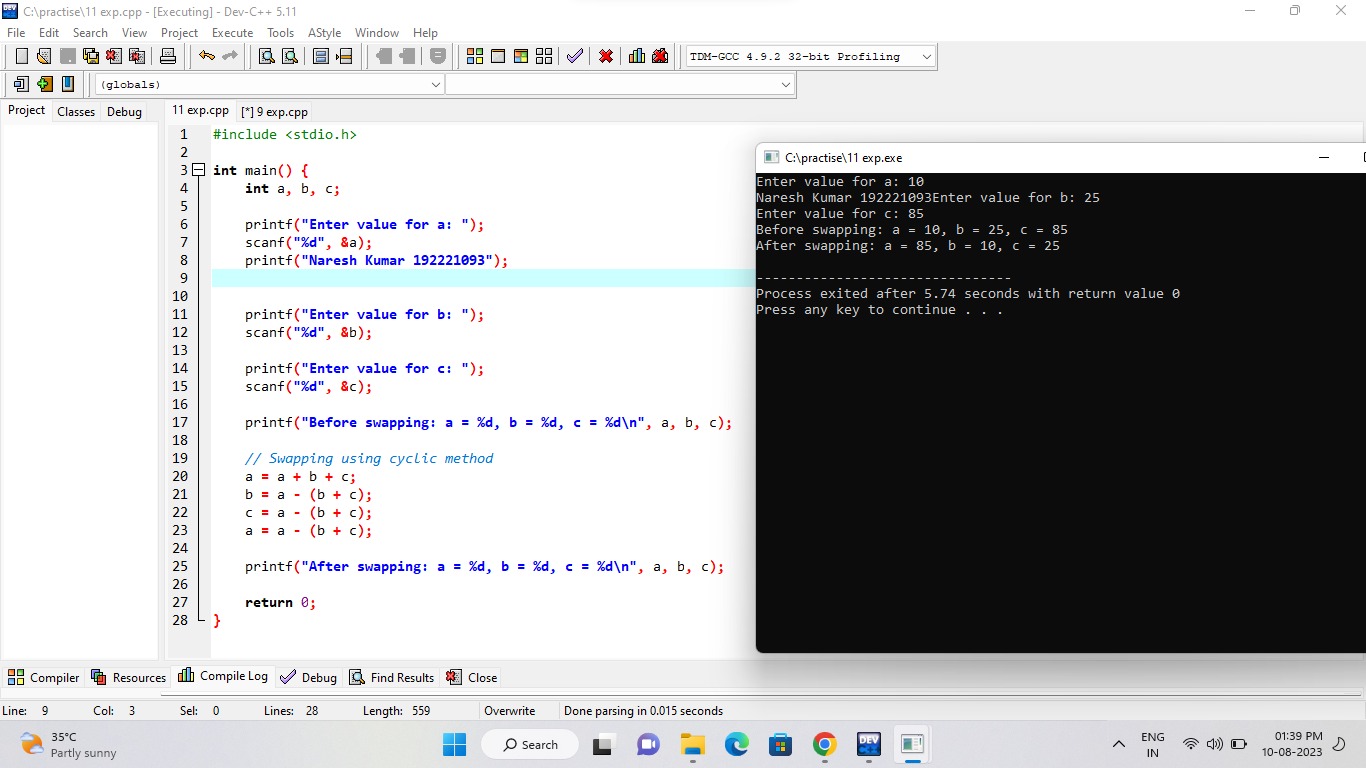 C:\practise\11 exp.cpp - [Executing] - Dev-C++ 5.11
File Edit Search View Project Execute Tools AStyle Window Help
TDM-GCC 4.9.2 32-bit Profiling
(globals)
Project Classes Debug
11 exp.cpp [*] 9 exp.cpp
1 #include <stdio.h>
2
3 int main() {
4 int a, b, c;
5
6 printf("Enter value for a: ");
7 scanf("%d", &a);
8 printf("Naresh Kumar 192221093");
9
10
11 printf("Enter value for b: ");
12 scanf("%d", &b);
13
14 printf("Enter value for c: ");
15 scanf("%d", &c);
16
17 printf("Before swapping: a = %d, b = %d, c = %d\n", a, b, c);
18
19 // Swapping using cyclic method
20 a = a + b + c;
21 b = a - (b + c);
22 c = a - (b + c);
23 a = a - (b + c);
24
25 printf("After swapping: a = %d, b = %d, c = %d\n", a, b, c);
26
27 return 0;
28 }
C:\practise\11 exp.exe
Enter value for a: 10
Naresh Kumar 192221093Enter value for b: 25
Enter value for c: 85
Before swapping: a = 10, b = 25, c = 85
After swapping: a = 85, b = 10, c = 25
--------------------------------
Process exited after 5.74 seconds with return value 0
Press any key to continue . . .
Compiler Resources Compile Log Debug Find Results Close
Line: 9 Col: 3 Sel: 0 Lines: 28 Length: 559 Overwrite Done parsing in 0.015 seconds
35°C
Partly sunny
Search
DEV
ENG
IN
01:39 PM
10-08-2023